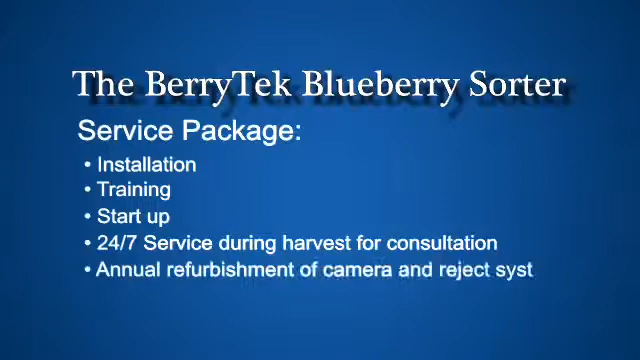 The BerryTek Blueberry Sorter
Service Package:
• Installation
• Training
• Start up
• 24/7 Service during harvest for consultation
• Annual refurbishment of camera and reject syst